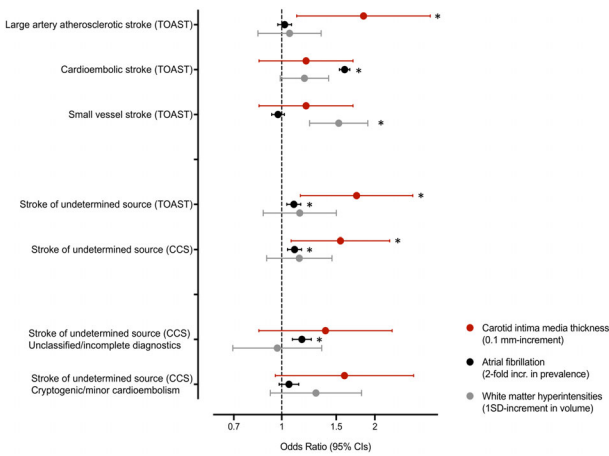 Large artery atherosclerotic stroke (TOAST)
*
Cardioembolic stroke (TOAST)
*
Small vessel stroke (TOAST)
*
Stroke of undetermined source (TOAST)
*
*
Stroke of undetermined source (CCS)
*
*
Stroke of undetermined source (CCS)
Unclassified/incomplete diagnostics
*
Stroke of undetermined source (CCS)
Cryptogenic/minor cardioembolism
Carotid intima media thickness
(0.1 mm-increment)
Atrial fibrillation
(2-fold incr. in prevalence)
White matter hyperintensities
(1SD-increment in volume)
0.7 1 1.5 2
Odds Ratio (95% CIs)